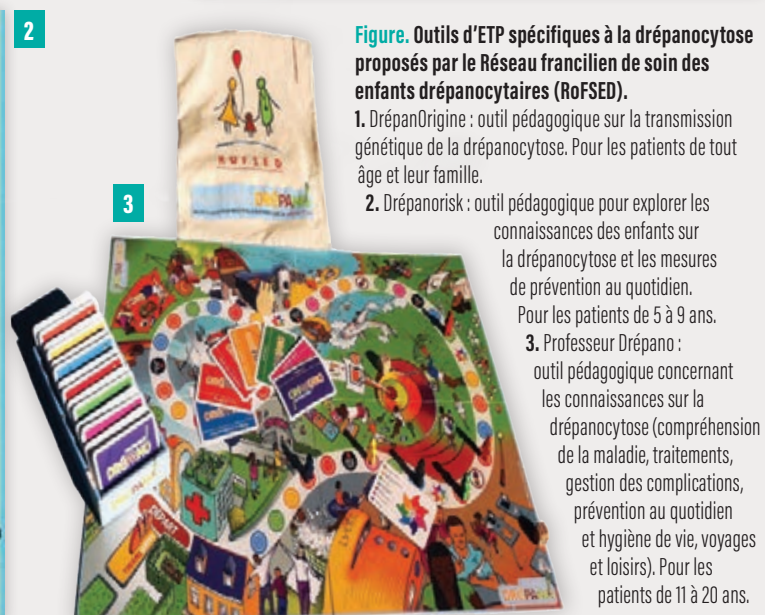 2
Figure. Outils d'ETP spécifiques à la drépanocytose
proposés par le Réseau francilien de soin des
enfants drépanocytaires (RoFSED).
1. DrépanOrigine : outil pédagogique sur la transmission
génétique de la drépanocytose. Pour les patients de tout
âge et leur famille.
2. Drépanorisk : outil pédagogique pour explorer les
connaissances des enfants sur
la drépanocytose et les mesures
de prévention au quotidien.
Pour les patients de 5 à 9 ans.
3. Professeur Drépano :
outil pédagogique concernant
les connaissances sur la
drépanocytose (compréhension
de la maladie, traitements,
gestion des complications,
prévention au quotidien
et hygiène de vie, voyages
et loisirs). Pour les
patients de 11 à 20 ans.
3
ROFSED
DÉPART